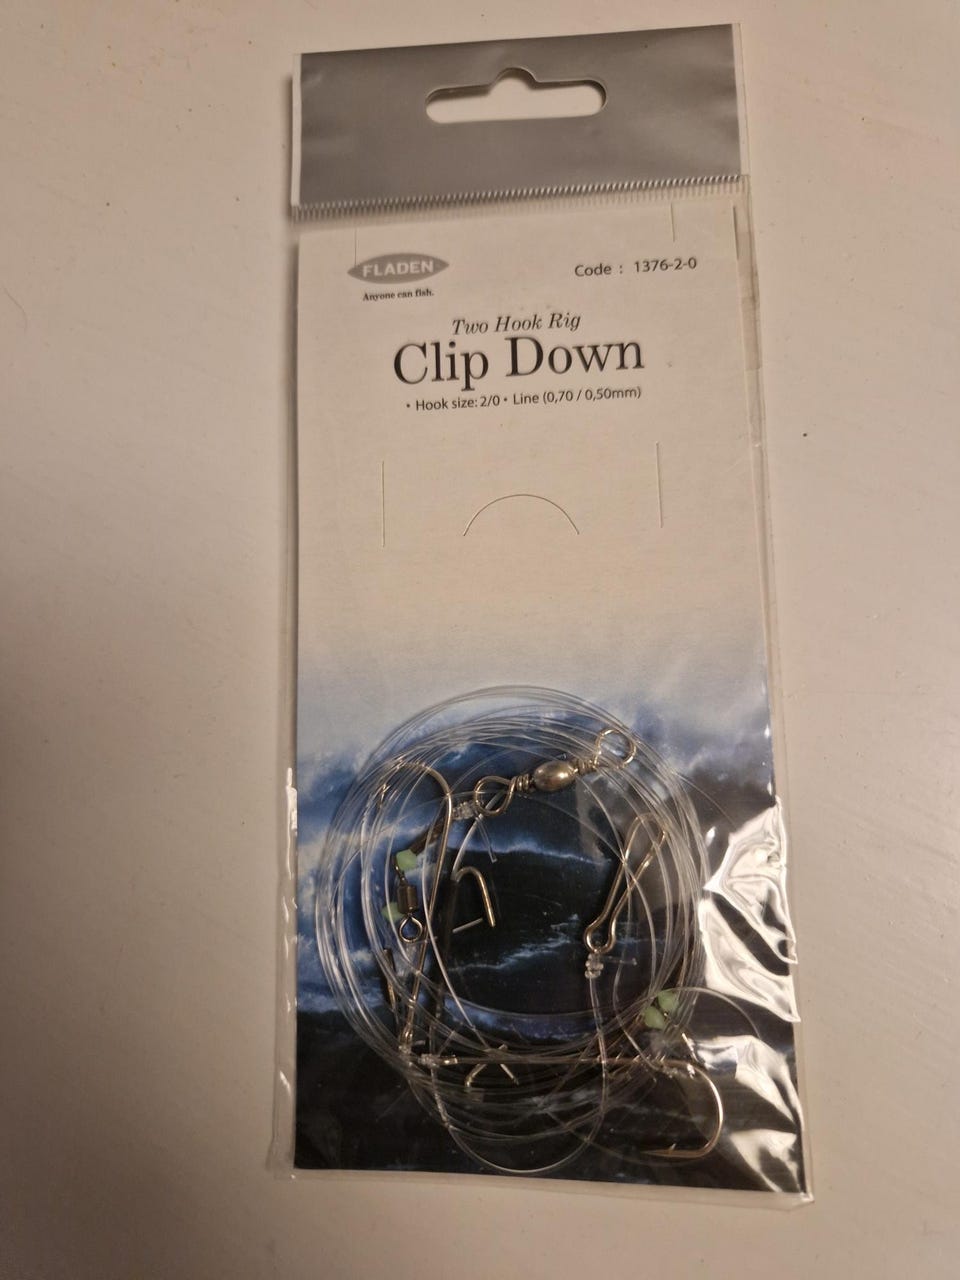 FLADEN
Anyone can fish.
Code : 1376-2-0
Two Hook Rig
Clip Down
• Hook size: 2/0 • Line (0,70 / 0,50mm)